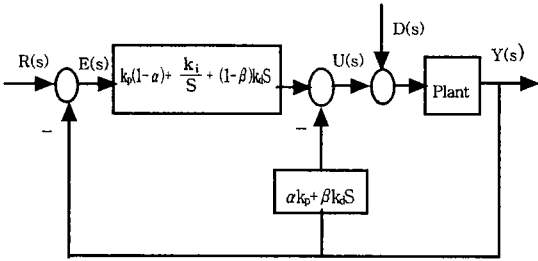 D(s)
R(s)
E(s)
kp(1-α)+ ki/S + (1-β)kdS
U(s)
Y(s)
Plant
−
−
αkp+βkdS